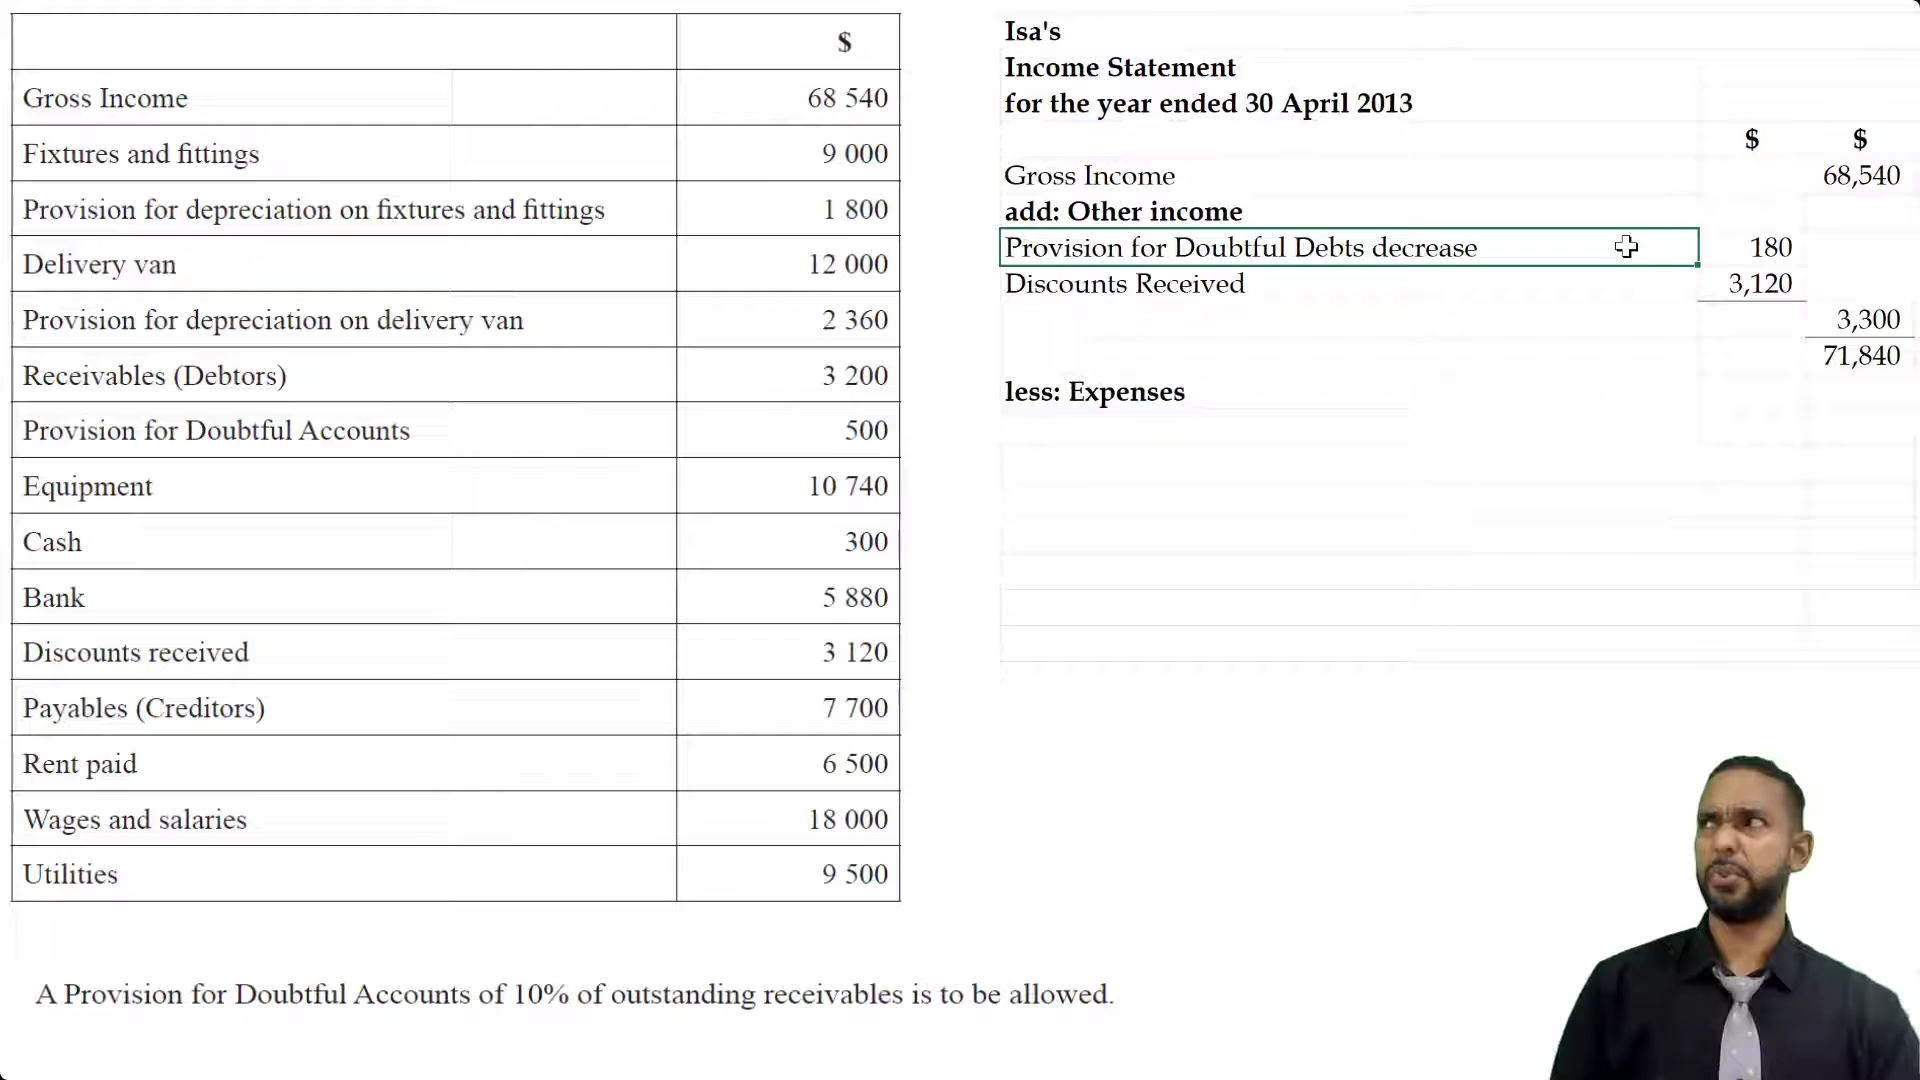 $
Gross Income 68 540
Fixtures and fittings 9 000
Provision for depreciation on fixtures and fittings 1 800
Delivery van 12 000
Provision for depreciation on delivery van 2 360
Receivables (Debtors) 3 200
Provision for Doubtful Accounts 500
Equipment 10 740
Cash 300
Bank 5 880
Discounts received 3 120
Payables (Creditors) 7 700
Rent paid 6 500
Wages and salaries 18 000
Utilities 9 500
A Provision for Doubtful Accounts of 10% of outstanding receivables is to be allowed.
Isa's
Income Statement
for the year ended 30 April 2013
$ $
Gross Income 68,540
add: Other income
Provision for Doubtful Debts decrease 180
Discounts Received 3,120
3,300
71,840
less: Expenses